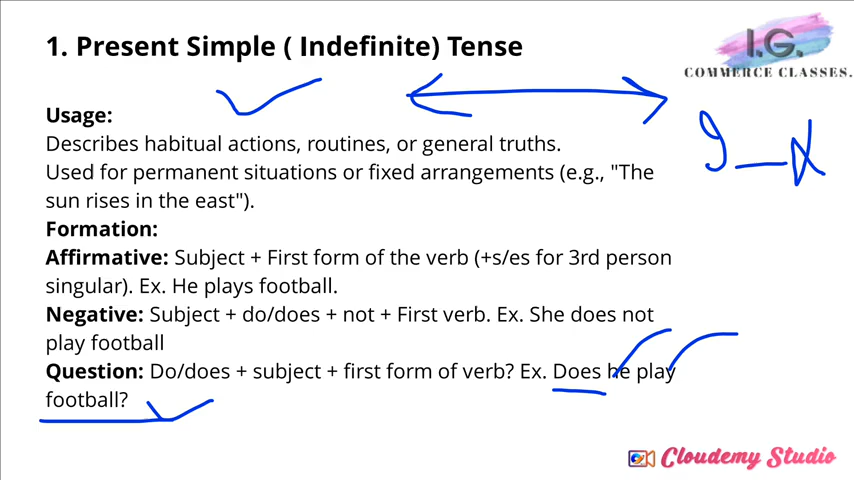 1. Present Simple ( Indefinite) Tense
I.G.
COMMERCE CLASSES.
Usage:
Describes habitual actions, routines, or general truths.
Used for permanent situations or fixed arrangements (e.g., "The
sun rises in the east").
Formation:
Affirmative: Subject + First form of the verb (+s/es for 3rd person
singular). Ex. He plays football.
Negative: Subject + do/does + not + First verb. Ex. She does not
play football
Question: Do/does + subject + first form of verb? Ex. Does he play
football?
Cloudemy Studio